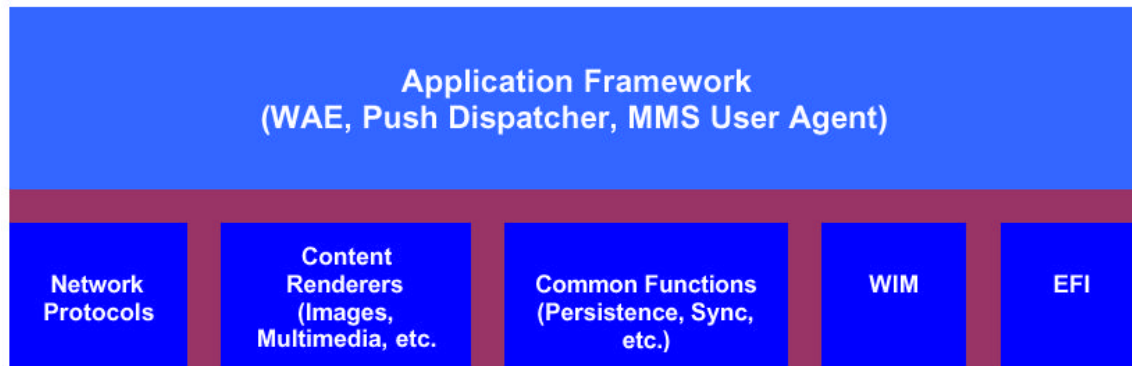 Application Framework
(WAE, Push Dispatcher, MMS User Agent)
Network
Protocols
Content
Renderers
(Images,
Multimedia, etc.
Common Functions
(Persistence, Sync,
etc.)
WIM
EFI